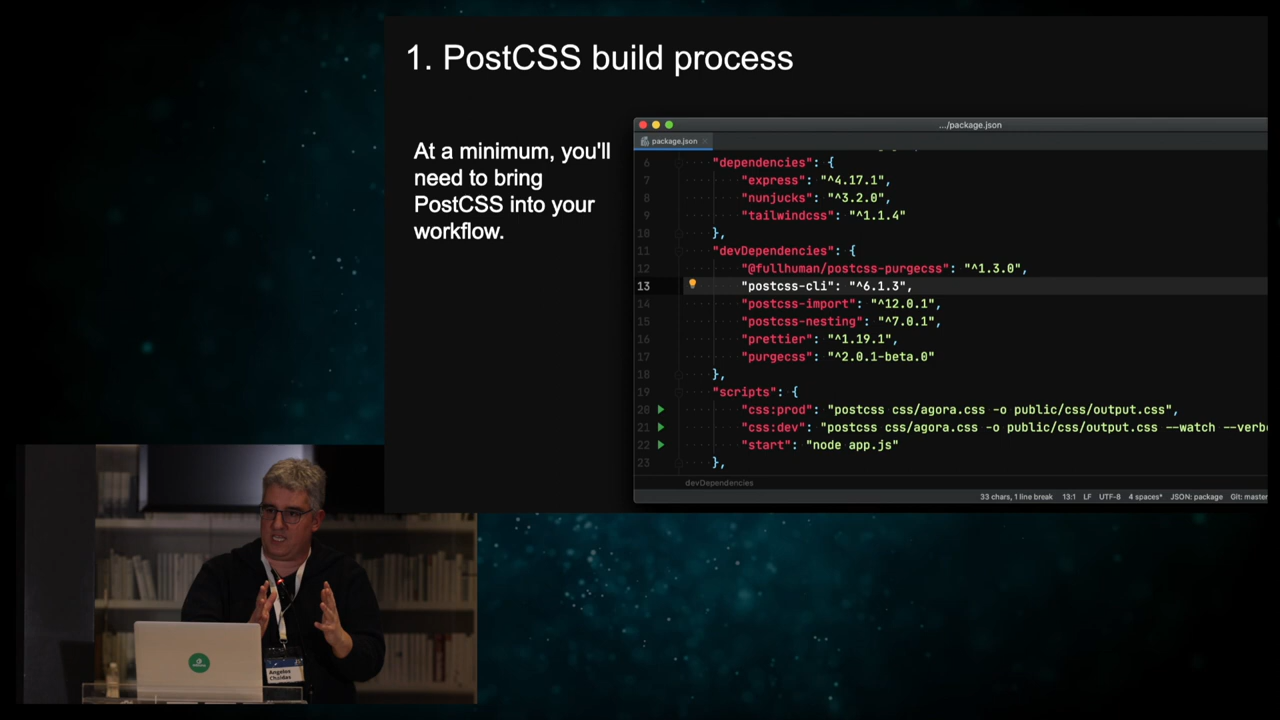 1. PostCSS build process
At a minimum, you'll
need to bring
PostCSS into your
workflow.
.../package.json
package.json
6 "dependencies": {
7 "express": "^4.17.1",
8 "nunjucks": "^3.2.0",
9 "tailwindcss": "^1.1.4"
10 },
11 "devDependencies": {
12 "@fullhuman/postcss-purgecss": "^1.3.0",
13 "postcss-cli": "^6.1.3",
14 "postcss-import": "^12.0.1",
15 "postcss-nesting": "^7.0.1",
16 "prettier": "^1.19.1",
17 "purgecss": "^2.0.1-beta.0"
18 },
19 "scripts": {
20 "css:prod": "postcss css/agora.css -o public/css/output.css",
21 "css:dev": "postcss css/agora.css -o public/css/output.css --watch --verbo
22 "start": "node app.js"
23 },
devDependencies
33 chars, 1 line break 13:1 LF UTF-8 4 spaces* JSON: package Git: master
Angelos
Chaidas